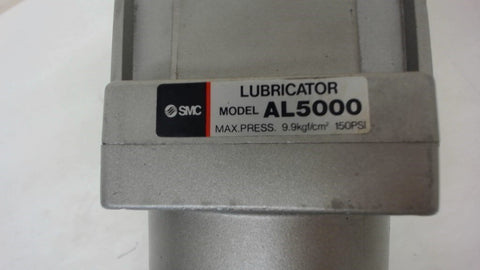 SMC
LUBRICATOR
MODEL AL5000
MAX.PRESS. 9.9kgf/cm² 150PSI